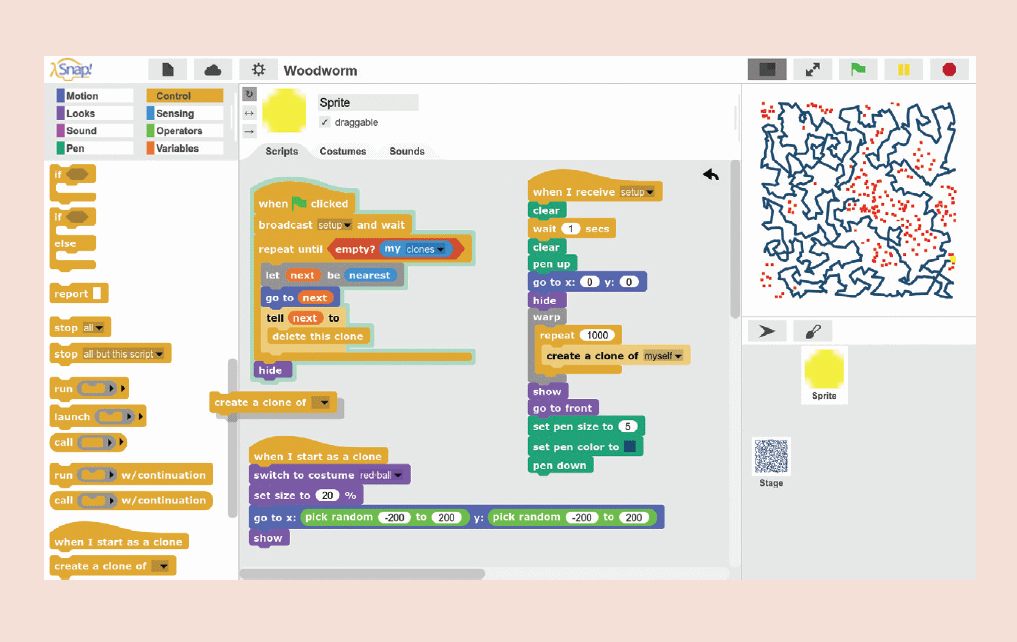 Snap!
Woodworm
Motion
Control
Looks
Sensing
Sound
Operators
Pen
Variables
Sprite
draggable
Scripts
Costumes
Sounds
if
if
else
report
stop all
stop all but this script
run
launch
call
run w/continuation
call w/continuation
when I start as a clone
create a clone of
when clicked
broadcast setup and wait
repeat until empty? my clones
let next be nearest
go to next
tell next to
delete this clone
hide
create a clone of
when I start as a clone
switch to costume red-ball
set size to 20 %
go to x: pick random -200 to 200 y: pick random -200 to 200
show
when I receive setup
clear
wait 1 secs
clear
pen up
go to x: 0 y: 0
hide
warp
repeat 1000
create a clone of myself
show
go to front
set pen size to 5
set pen color to
pen down
Sprite
Stage